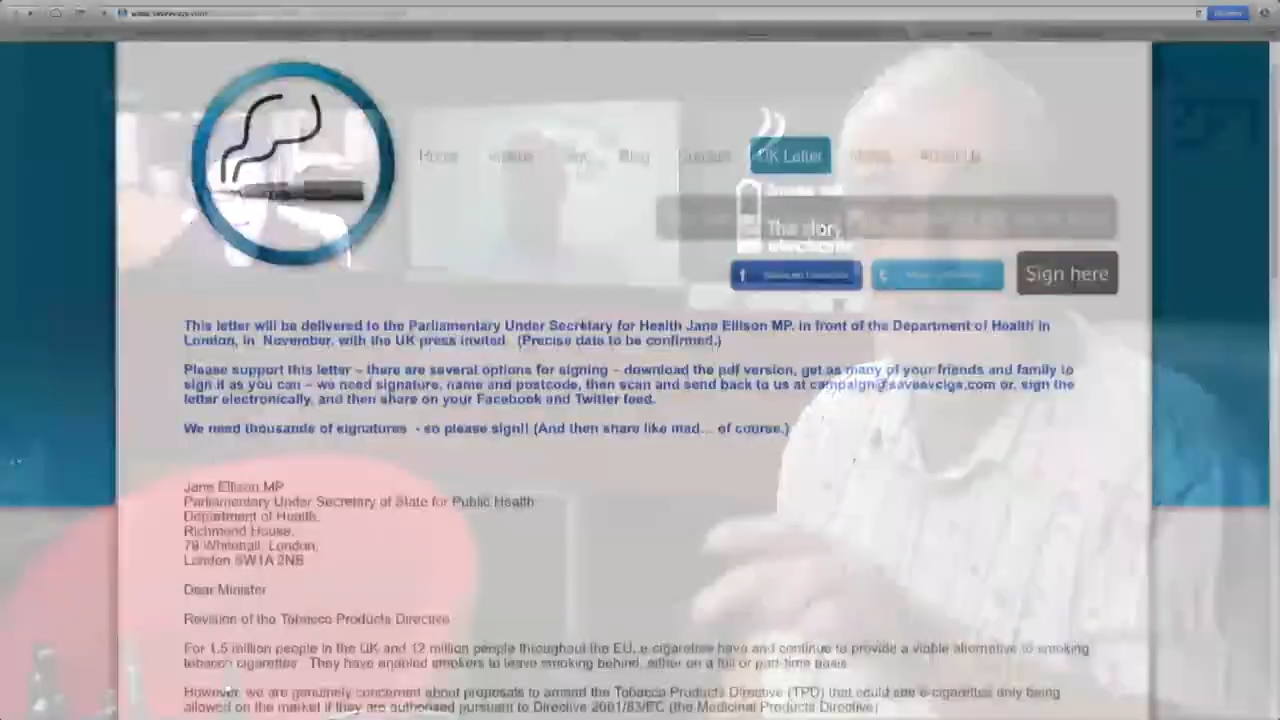 Home Blog Contact UK Letter About Us
The story
Sign here
This letter will be delivered to the Parliamentary Under Secretary for Health Jane Ellison MP, in front of the Department of Health in
London, in November, with the UK press invited (Precise date to be confirmed.)
Please support this letter – there are several options for signing – download the pdf version, get as many of your friends and family to
sign it as you can – we need signature, name and postcode, then scan and send back to us at campaign@saveecigs.com or, sign the
letter electronically, and then share on your Facebook and Twitter feed.
We need thousands of signatures - so please sign!! (And then share like mad... of course.)
Jane Ellison MP
Parliamentary Under Secretary of State for Public Health
Department of Health,
Richmond House,
79 Whitehall, London,
London SW1A 2NS
Dear Minister
Revision of the Tobacco Products Directive
For 1.5 million people in the UK and 12 million people throughout the EU, e-cigarettes have and continue to provide a viable alternative to smoking
tobacco cigarettes. They have enabled smokers to leave smoking behind, either on a full or part-time basis.
However, we are genuinely concerned about proposals to amend the Tobacco Products Directive (TPD) that could see e-cigarettes only being
allowed on the market if they are authorised pursuant to Directive 2001/83/EC (the Medicinal Products Directive)